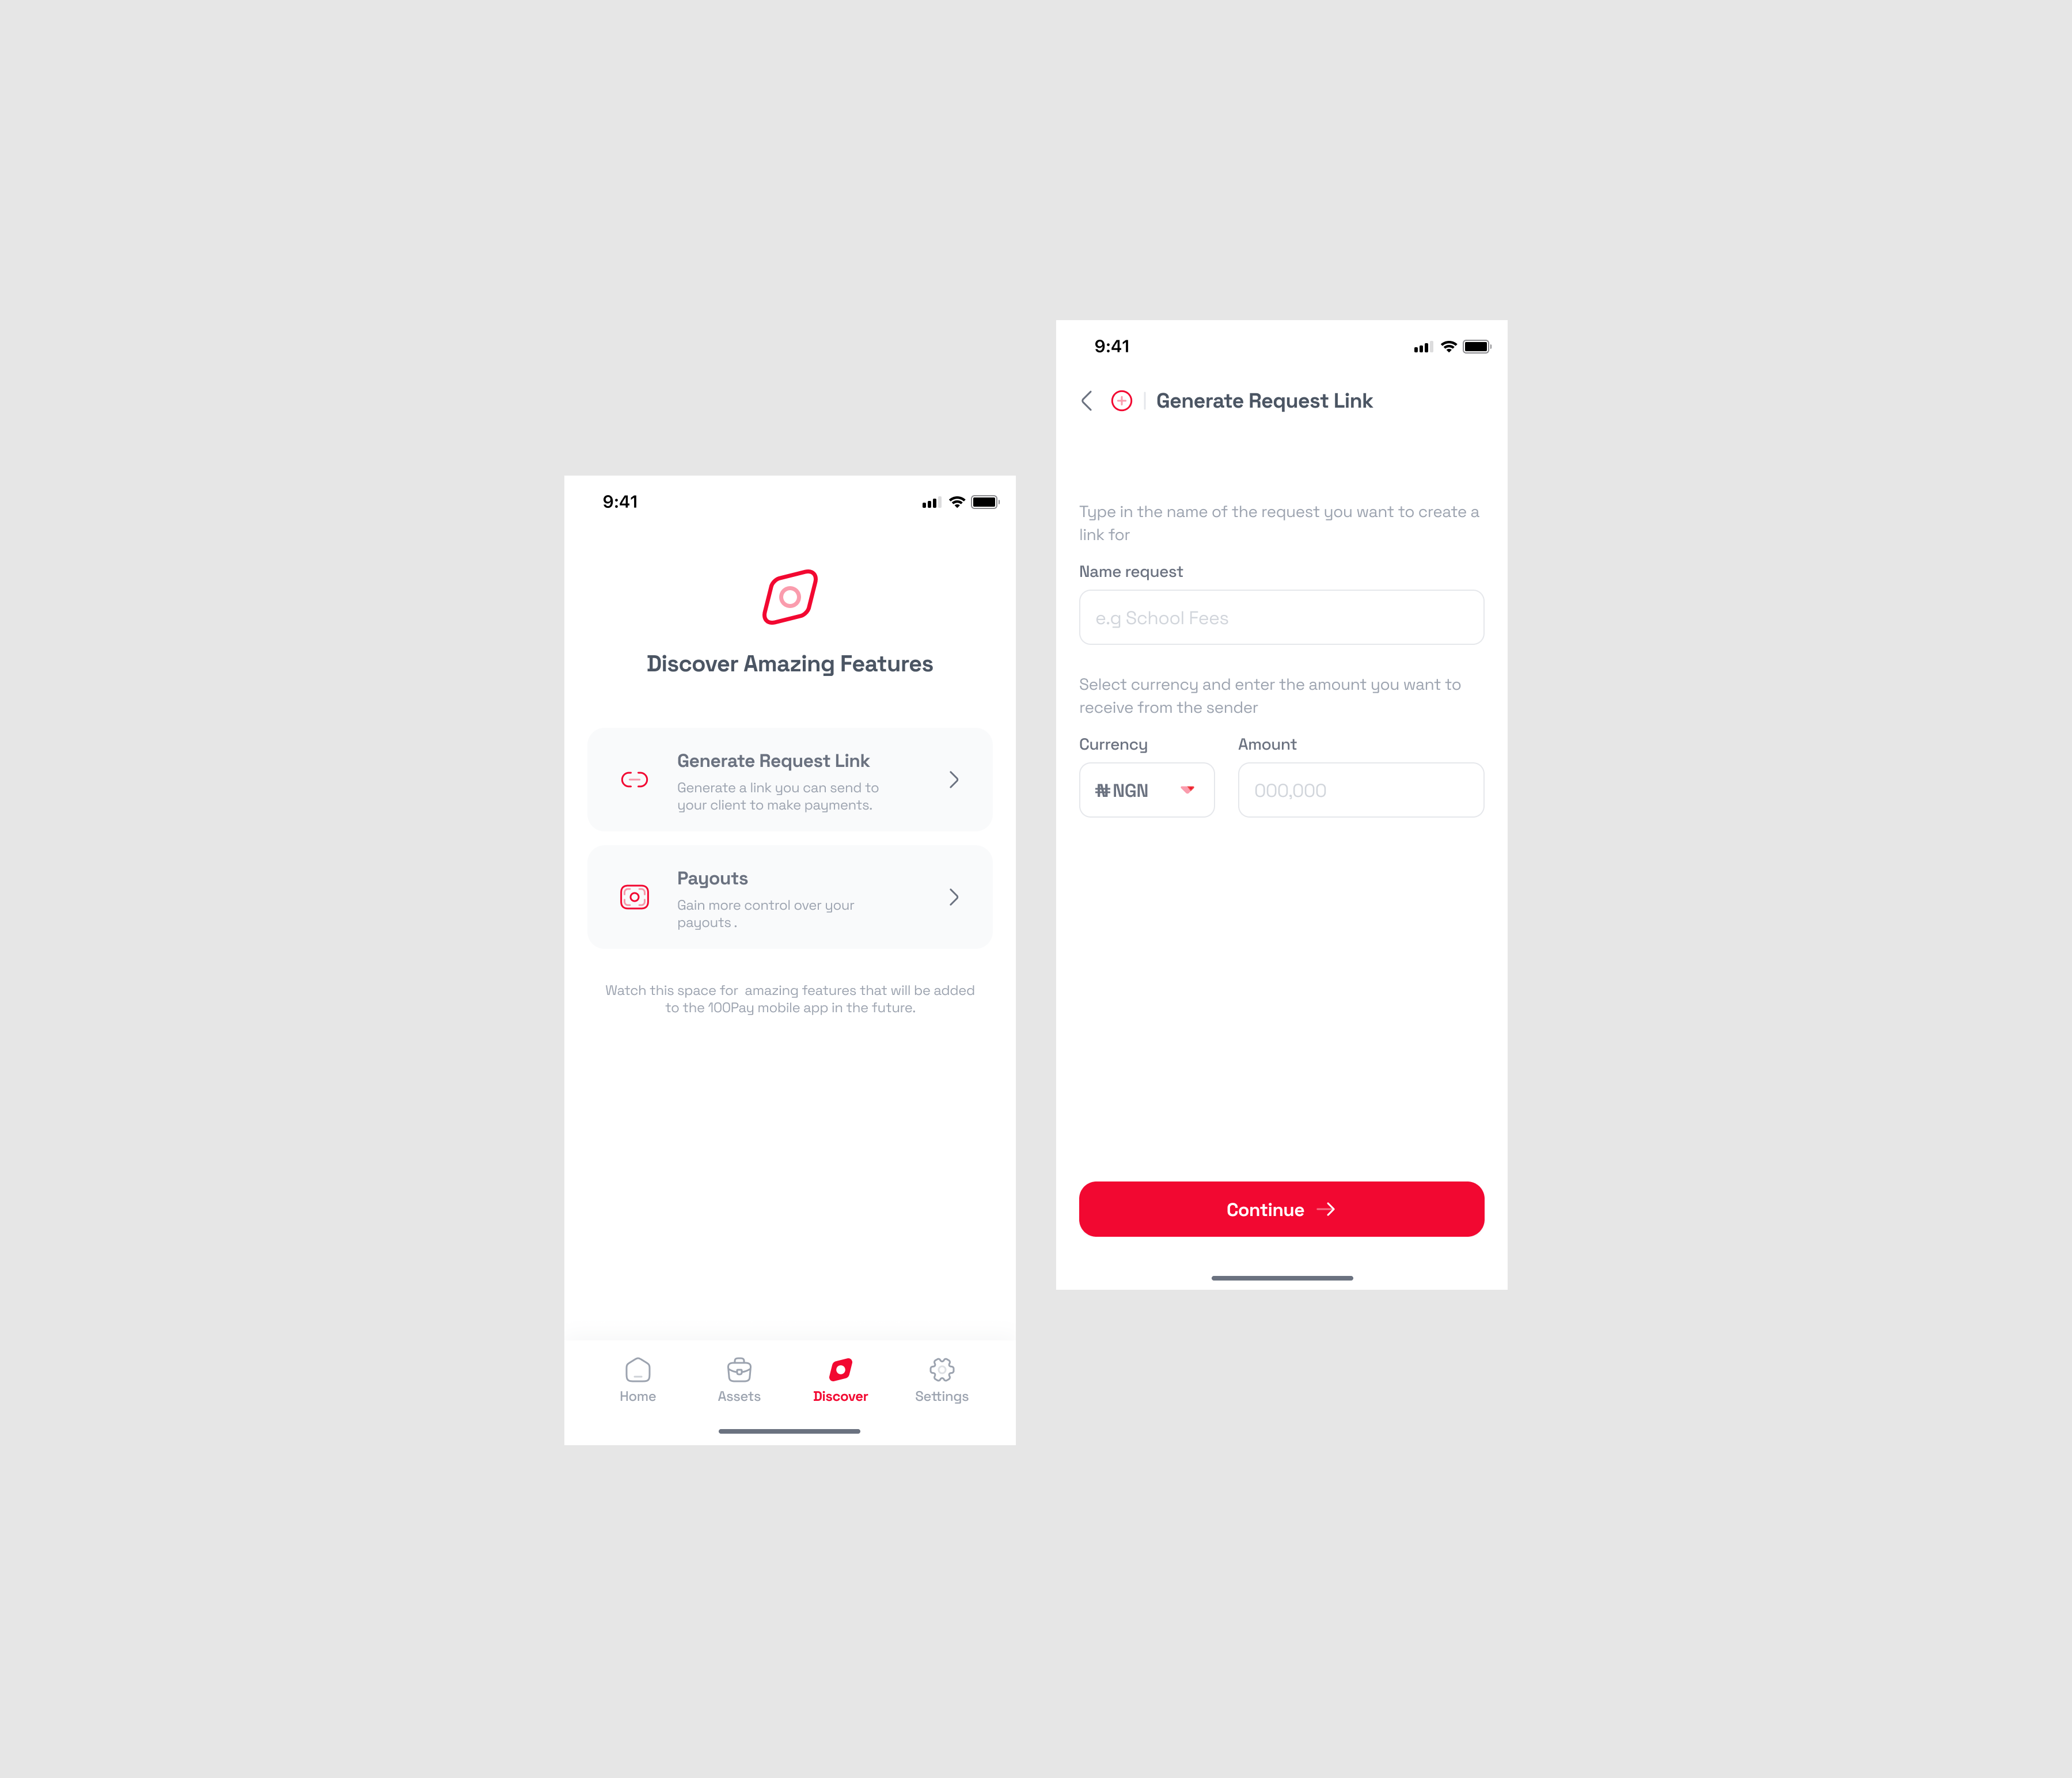 9:41
Discover Amazing Features
Generate Request Link
Generate a link you can send to
your client to make payments.
Payouts
Gain more control over your
payouts .
Watch this space for  amazing features that will be added
to the 100Pay mobile app in the future.
Home
Assets
Discover
Settings
9:41
Generate Request Link
Type in the name of the request you want to create a
link for
Name request
e.g School Fees
Select currency and enter the amount you want to
receive from the sender
Currency
Amount
₦ NGN
000,000
Continue